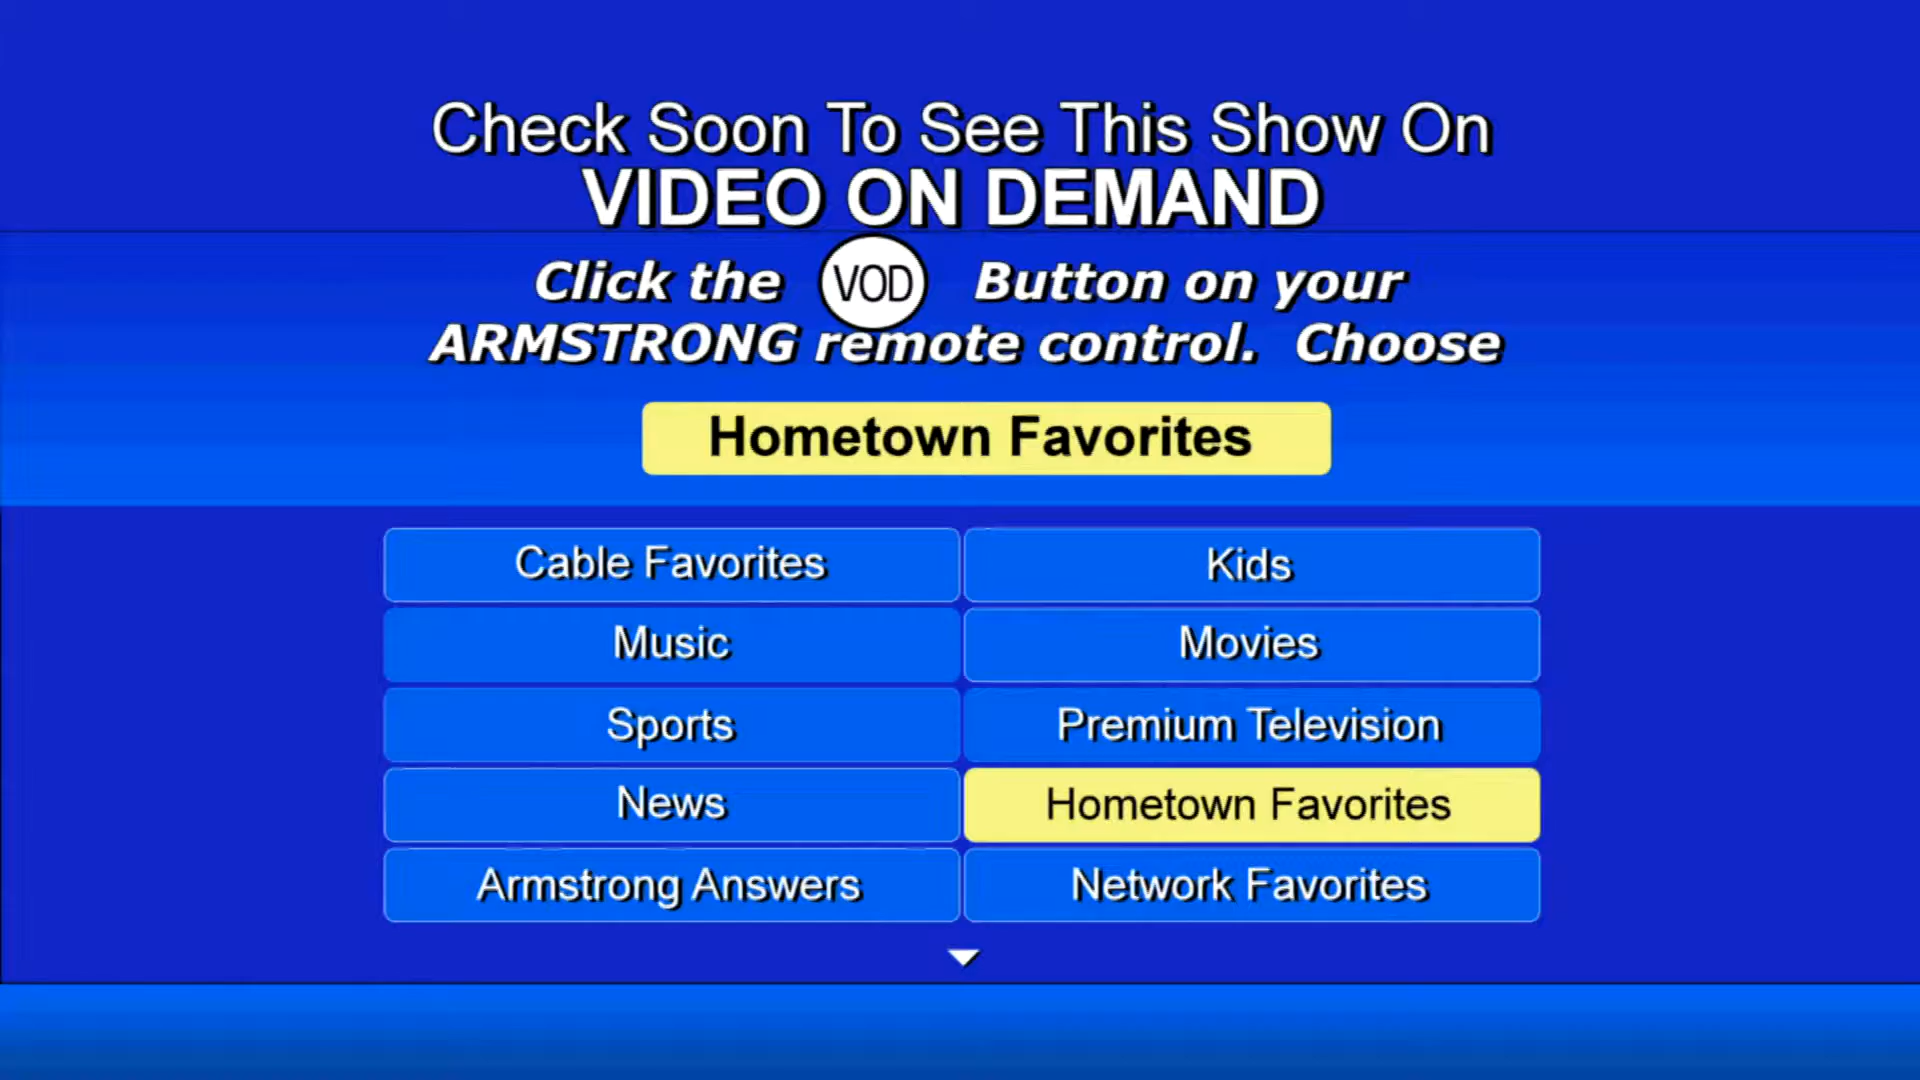 Check Soon To See This Show On
VIDEO ON DEMAND
Click the VOD Button on your
ARMSTRONG remote control. Choose
Hometown Favorites
Cable Favorites
Kids
Music
Movies
Sports
Premium Television
News
Hometown Favorites
Armstrong Answers
Network Favorites